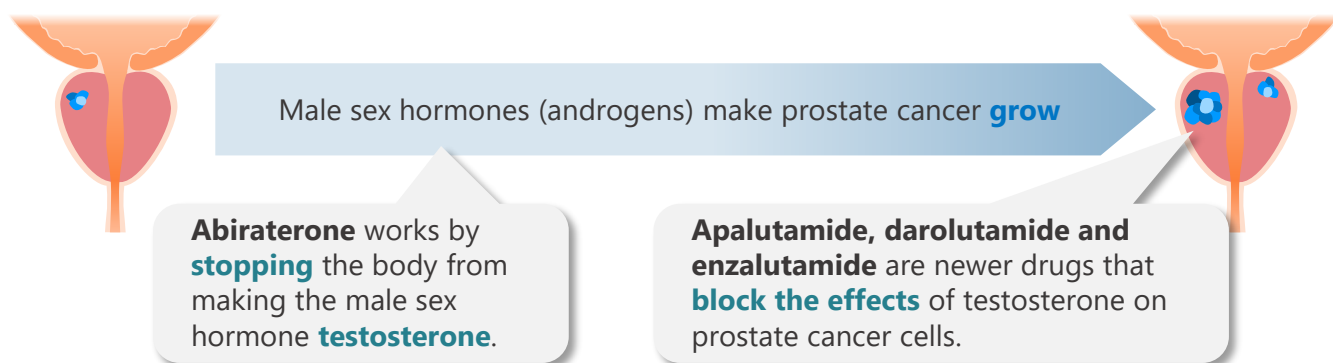 Male sex hormones (androgens) make prostate cancer grow
Abiraterone works by
stopping the body from
making the male sex
hormone testosterone.
Apalutamide, darolutamide and
enzalutamide are newer drugs that
block the effects of testosterone on
prostate cancer cells.